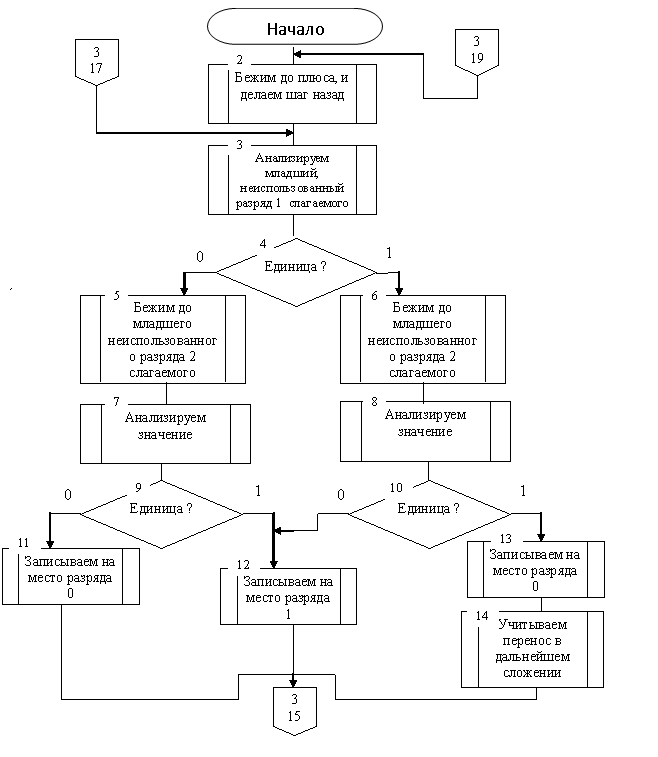 Начало
3
17
3
19
2
Бежим до плюса, и
делаем шаг назад
3
Анализируем
младший,
неиспользованный
разряд 1 слагаемого
4
0
1
Единица ?
5
Бежим до
младшего
неиспользованног
о разряда 2
слагаемого
6
Бежим до
младшего
неиспользованног
о разряда 2
слагаемого
7
Анализируем
значение
8
Анализируем
значение
9
0
1
Единица ?
10
0
1
Единица ?
11
Записываем на
место разряда
0
12
Записываем на
место разряда
1
13
Записываем на
место разряда
0
14
Учитываем
перенос в
дальнейшем
сложении
3
15